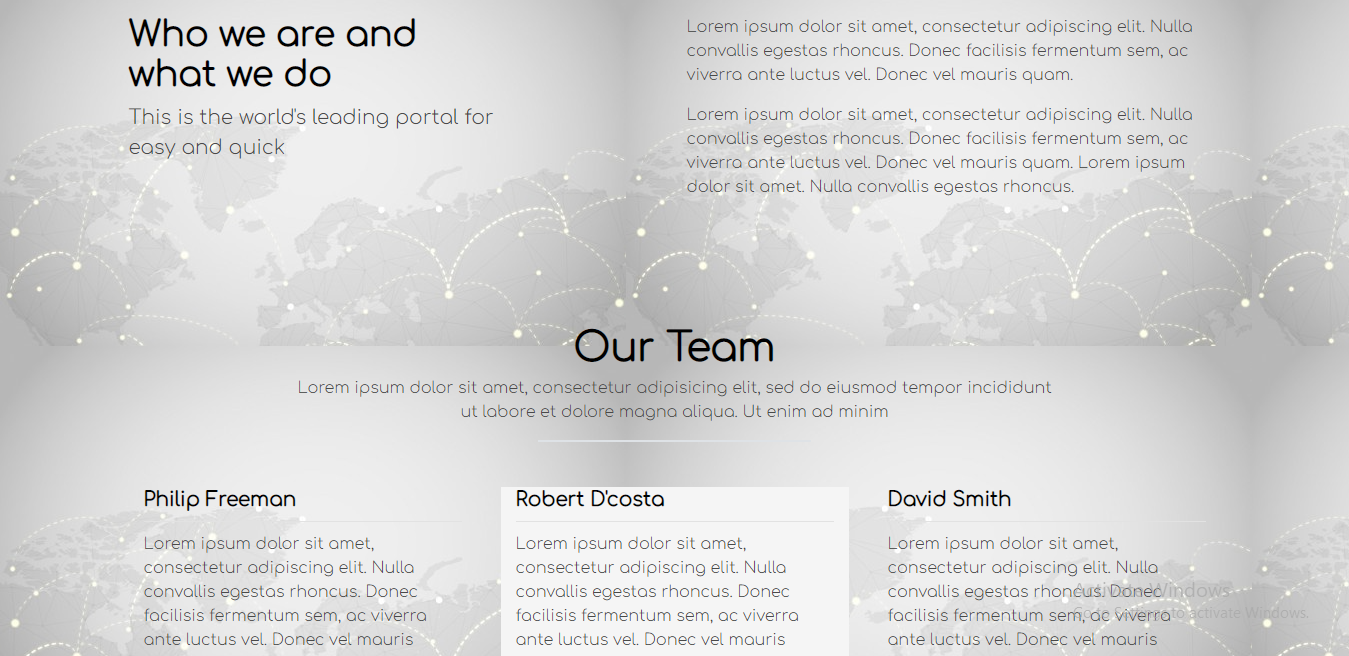 Who we are and
what we do
This is the world's leading portal for
easy and quick
Lorem ipsum dolor sit amet, consectetur adipiscing elit. Nulla
convallis egestas rhoncus. Donec facilisis fermentum sem, ac
viverra ante luctus vel. Donec vel mauris quam.
Lorem ipsum dolor sit amet, consectetur adipiscing elit. Nulla
convallis egestas rhoncus. Donec facilisis fermentum sem, ac
viverra ante luctus vel. Donec vel mauris quam. Lorem ipsum
dolor sit amet. Nulla convallis egestas rhoncus.
Our Team
Lorem ipsum dolor sit amet, consectetur adipisicing elit, sed do eiusmod tempor incididunt
ut labore et dolore magna aliqua. Ut enim ad minim
Philip Freeman
Lorem ipsum dolor sit amet,
consectetur adipiscing elit. Nulla
convallis egestas rhoncus. Donec
facilisis fermentum sem, ac viverra
ante luctus vel. Donec vel mauris
Robert D'costa
Lorem ipsum dolor sit amet,
consectetur adipiscing elit. Nulla
convallis egestas rhoncus. Donec
facilisis fermentum sem, ac viverra
ante luctus vel. Donec vel mauris
David Smith
Lorem ipsum dolor sit amet,
consectetur adipiscing elit. Nulla
convallis egestas rhoncus. Donec
facilisis fermentum sem, ac viverra
ante luctus vel. Donec vel mauris
Activate Windows
Go to Settings to activate Windows.